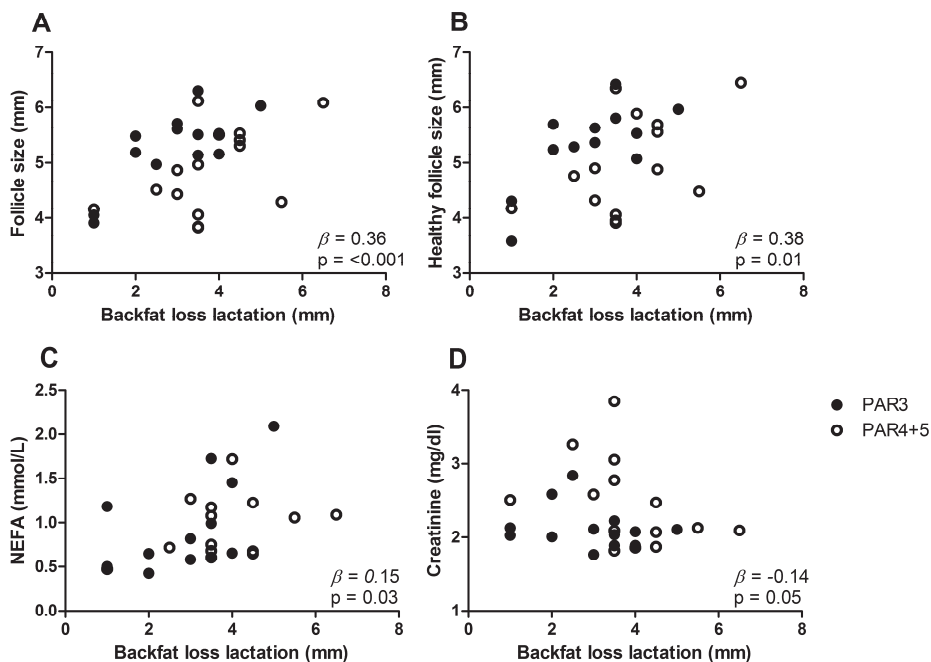 A
7
6
5
4
3
Follicle size (mm)
0
2
4
6
8
Backfat loss lactation (mm)
β = 0.36
p = <0.001
B
7
6
5
4
3
Healthy follicle size (mm)
0
2
4
6
8
Backfat loss lactation (mm)
β = 0.38
p = 0.01
C
2.5
2.0
1.5
1.0
0.5
0.0
NEFA (mmol/L)
0
2
4
6
8
Backfat loss lactation (mm)
β = 0.15
p = 0.03
D
4
3
2
1
Creatinine (mg/dl)
0
2
4
6
8
Backfat loss lactation (mm)
β = -0.14
p = 0.05
PAR3
PAR4+5